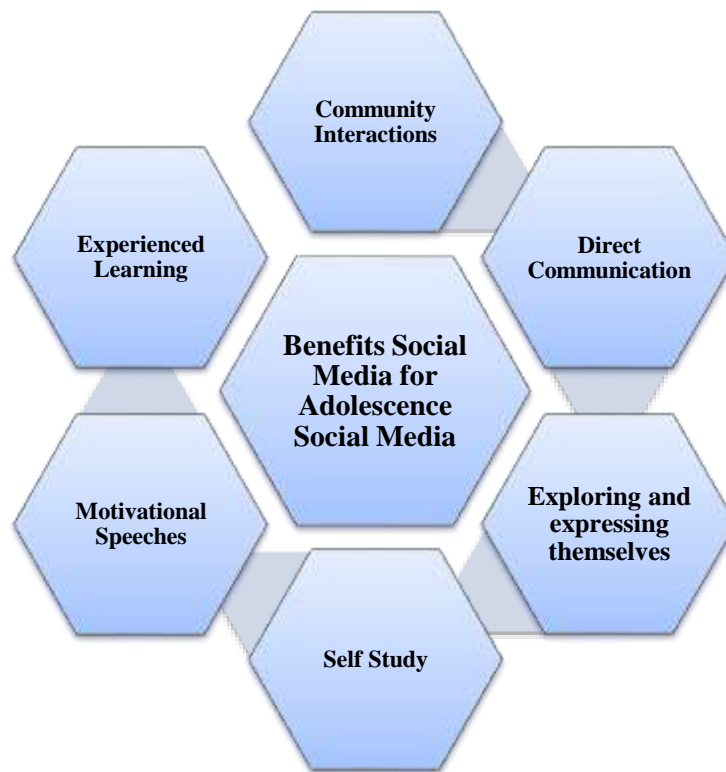 Community
Interactions
Direct
Communication
Exploring and
expressing
themselves
Self Study
Motivational
Speeches
Experienced
Learning
Benefits Social
Media for
Adolescence
Social Media